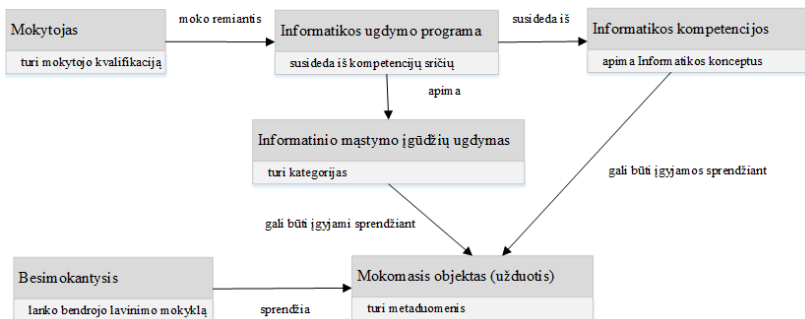 moko remiantis
susideda iš
Mokytojas
Informatikos ugdymo programa
Informatikos kompetencijos
turi mokytojo kvalifikaciją
susideda iš kompetencijų sričių
apima Informatikos konceptus
apima
Informatinio mąstymo įgūdžių ugdymas
turi kategorijas
gali būti įgyjamos sprendžiant
gali būti įgyjami sprendžiant
Besimokantysis
Mokomasis objektas (užduotis)
lanko bendrojo lavinimo mokyklą
sprendžia
turi metaduomenis